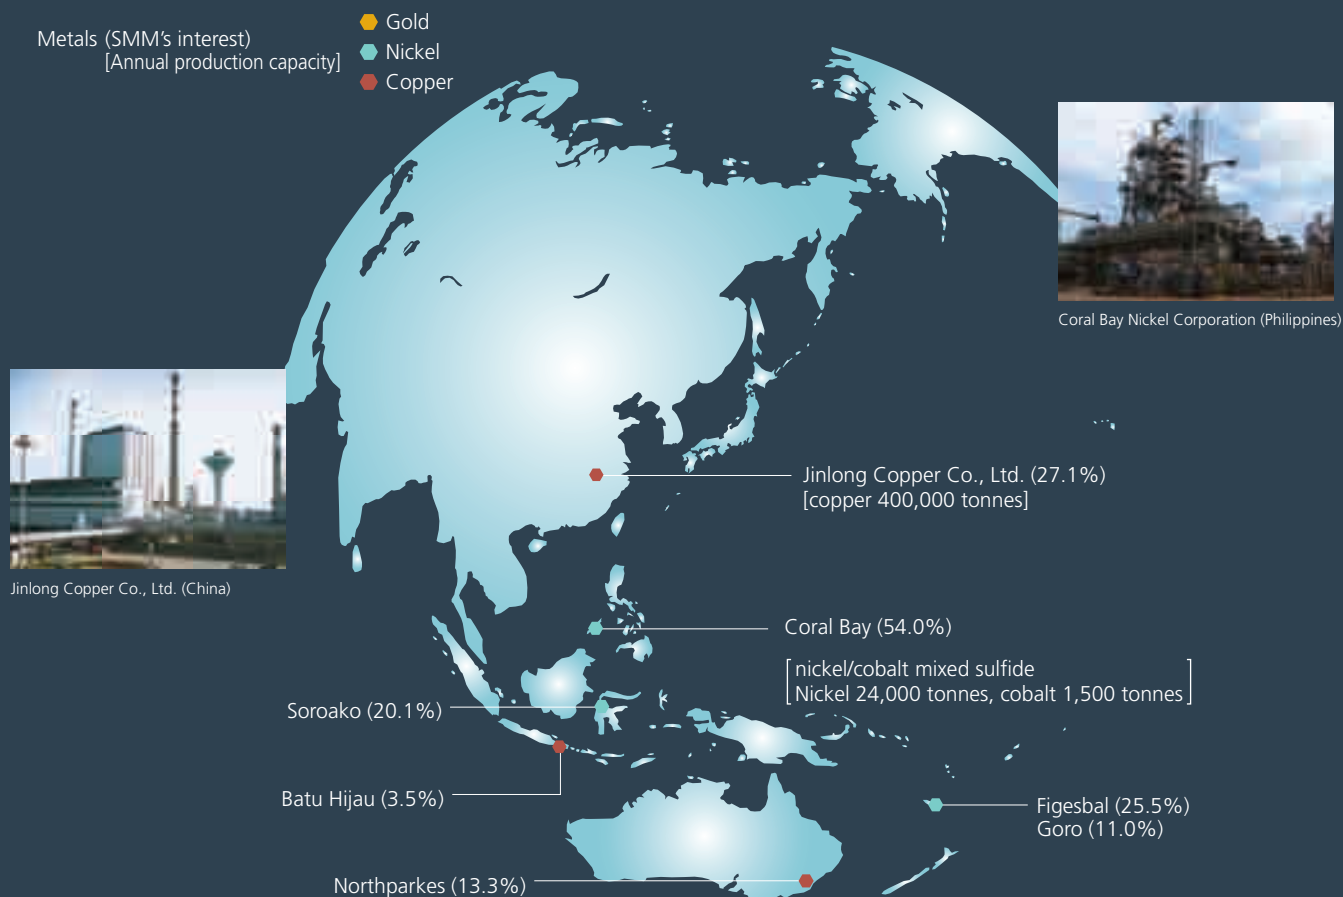 Metals (SMM's interest)
[Annual production capacity]
Gold
Nickel
Copper
Coral Bay Nickel Corporation (Philippines)
Jinlong Copper Co., Ltd. (China)
Jinlong Copper Co., Ltd. (27.1%)
[copper 400,000 tonnes]
Coral Bay (54.0%)
[nickel/cobalt mixed sulfide
Nickel 24,000 tonnes, cobalt 1,500 tonnes]
Soroako (20.1%)
Batu Hijau (3.5%)
Figesbal (25.5%)
Goro (11.0%)
Northparkes (13.3%)